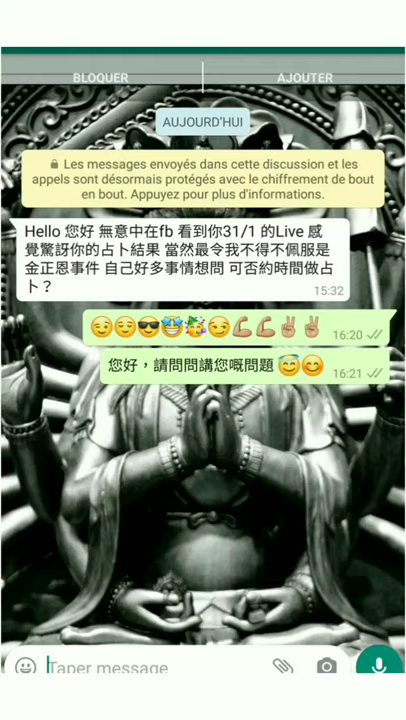 BLOQUER
AJOUTER
AUJOURD'HUI
Les messages envoyés dans cette discussion et les
appels sont désormais protégés avec le chiffrement de bout
en bout. Appuyez pour plus d'informations.
Hello 您好 無意中在fb 看到你31/1 的Live 感
覺驚訝你的占卜結果 當然最令我不得不佩服是
金正恩事件 自己好多事情想問 可否約時間做占
卜？
15:32
16:20
您好，請問問講您嘅問題
16:21
Taper message